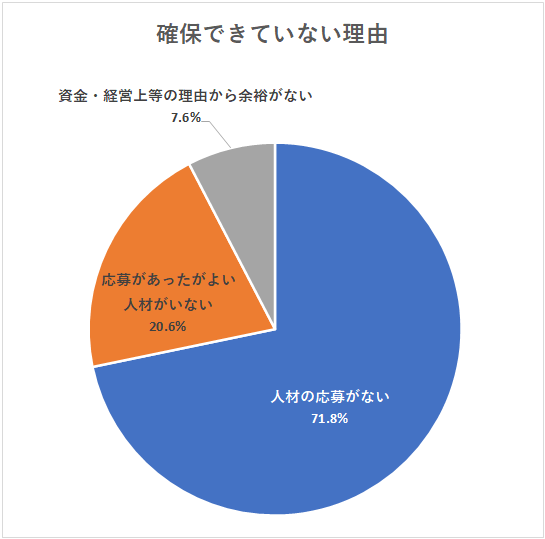 確保できていない理由
資金・経営上等の理由から余裕がない
7.6%
応募があったがよい
人材がいない
20.6%
人材の応募がない
71.8%